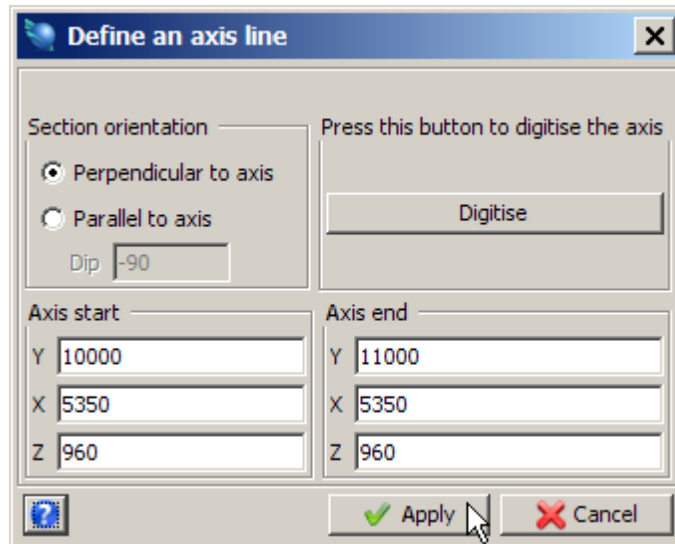 Define an axis line
Section orientation
Perpendicular to axis
Parallel to axis
Dip -90
Press this button to digitise the axis
Digitise
Axis start
Y 10000
X 5350
Z 960
Axis end
Y 11000
X 5350
Z 960
?
Apply
Cancel